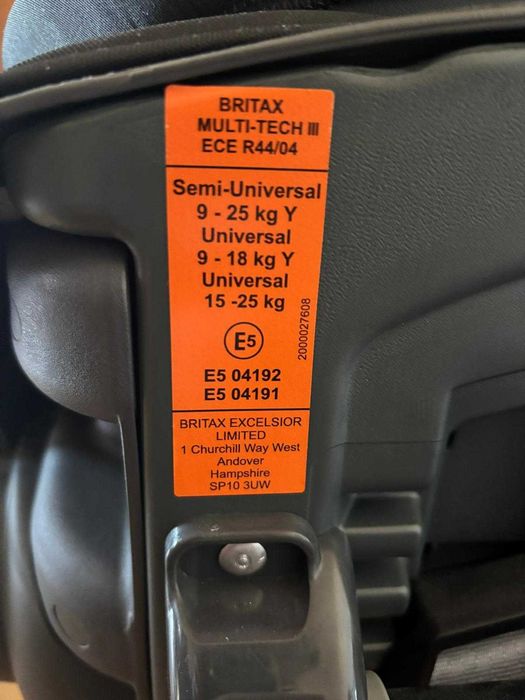 BRITAX
MULTI-TECH III
ECE R44/04
Semi-Universal
9 - 25 kg Y
Universal
9 - 18 kg Y
Universal
15 -25 kg
E5
2000027608
E5 04192
E5 04191
BRITAX EXCELSIOR
LIMITED
1 Churchill Way West
Andover
Hampshire
SP10 3UW